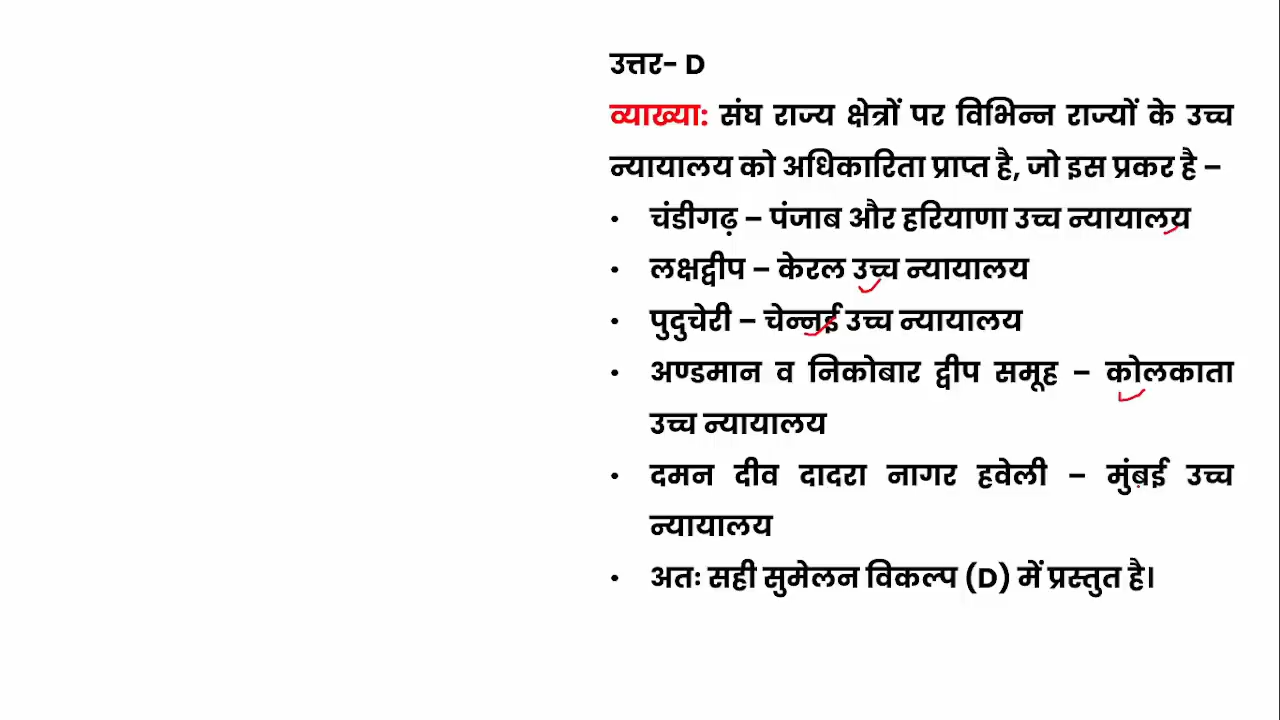 उत्तर- D
व्याख्या: संघ राज्य क्षेत्रों पर विभिन्न राज्यों के उच्च
न्यायालय को अधिकारिता प्राप्त है, जो इस प्रकर है –
• चंडीगढ़ – पंजाब और हरियाणा उच्च न्यायालय
• लक्षद्वीप – केरल उच्च न्यायालय
• पुदुचेरी – चेन्नई उच्च न्यायालय
• अण्डमान व निकोबार द्वीप समूह – कोलकाता
उच्च न्यायालय
• दमन दीव दादरा नागर हवेली – मुंबई उच्च
न्यायालय
• अतः सही सुमेलन विकल्प (D) में प्रस्तुत है।